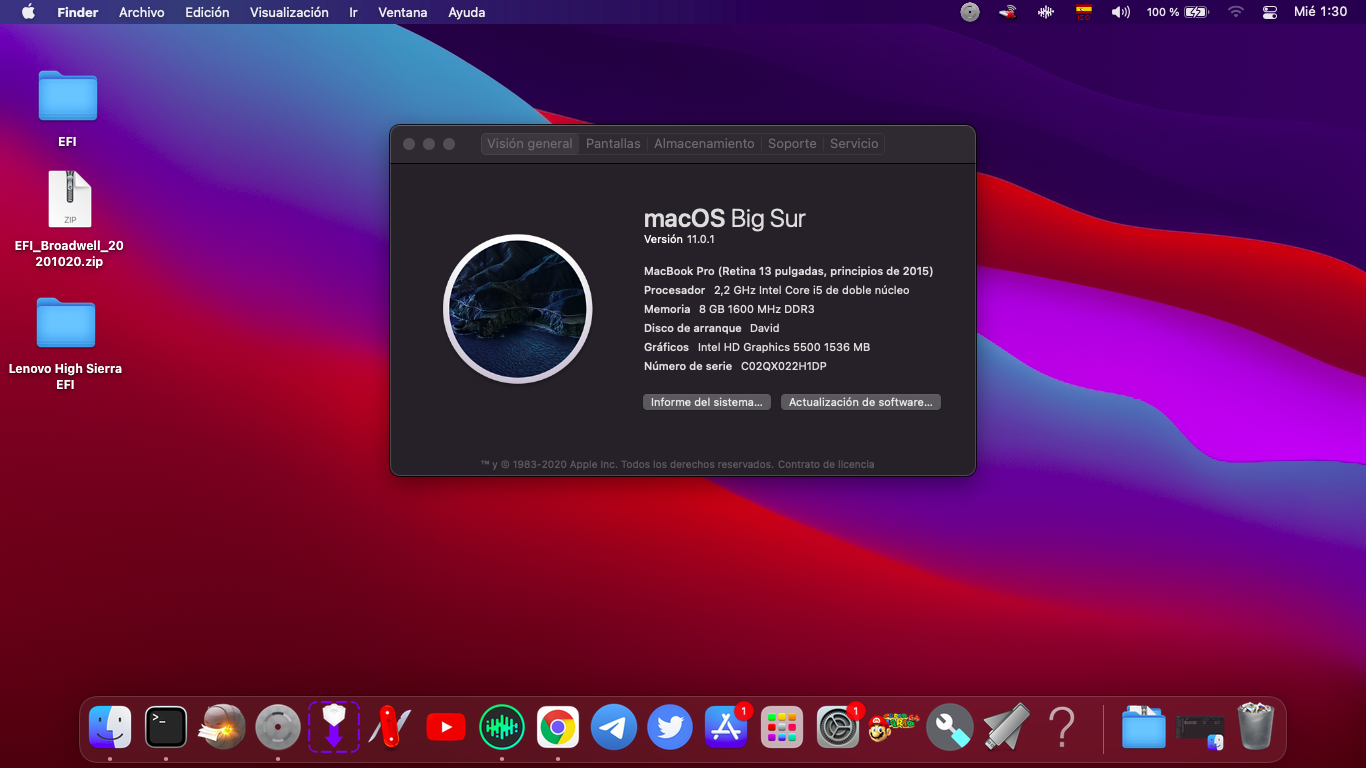 Finder Archivo Edición Visualización Ir Ventana Ayuda
ISO
100 %
Mié 1:30
EFI
ZIP
EFI_Broadwell_20
201020.zip
Lenovo High Sierra
EFI
Visión general Pantallas Almacenamiento Soporte Servicio
macOS Big Sur
Versión 11.0.1
MacBook Pro (Retina 13 pulgadas, principios de 2015)
Procesador 2,2 GHz Intel Core i5 de doble núcleo
Memoria 8 GB 1600 MHz DDR3
Disco de arranque David
Gráficos Intel HD Graphics 5500 1536 MB
Número de serie C02QX022H1DP
Informe del sistema... Actualización de software...
™ y © 1983-2020 Apple Inc. Todos los derechos reservados. Contrato de licencia
>_
1
1
?